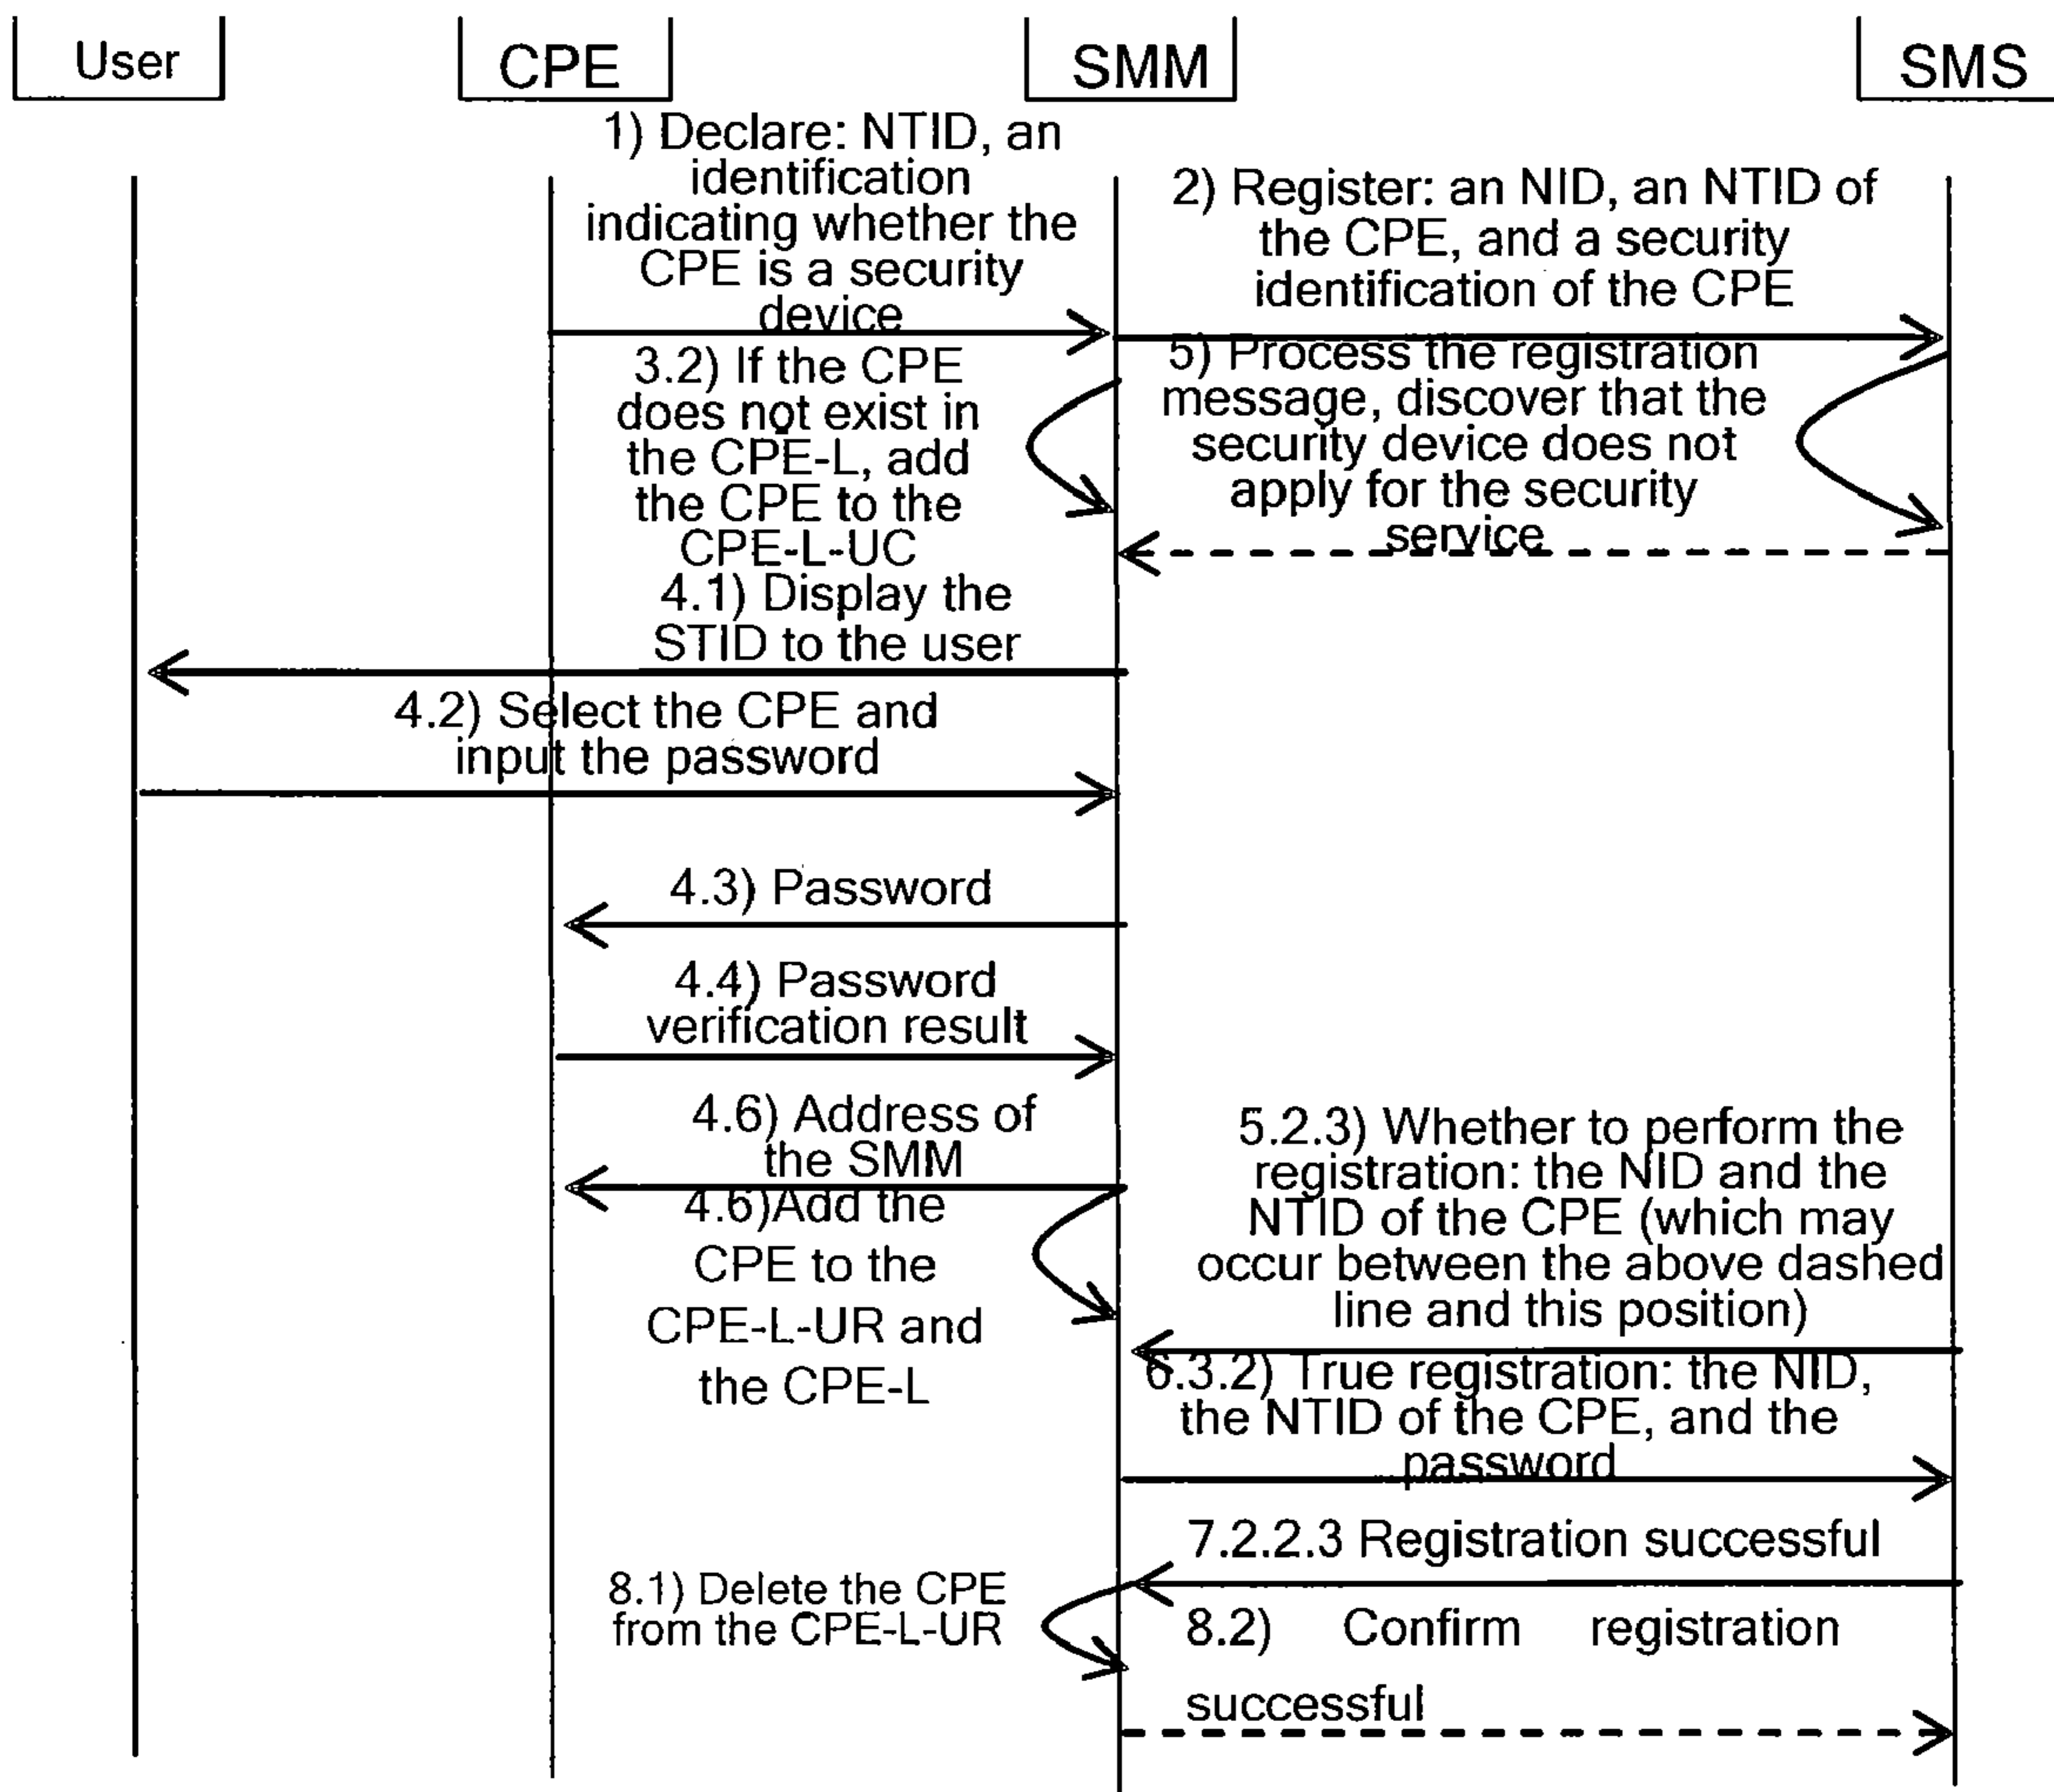 User
CPE
SMM
SMS
1) Declare: NTID, an
identification
indicating whether the
CPE is a security
device
2) Register: an NID, an NTID of
the CPE, and a security
identification of the CPE
3.2) If the CPE
does not exist in
the CPE-L, add
the CPE to the
CPE-L-UC
5) Process the registration
message, discover that the
security device does not
apply for the security
service
4.1) Display the
STID to the user
4.2) Select the CPE and
input the password
4.3) Password
4.4) Password
verification result
4.6) Address of
the SMM
4.6)Add the
CPE to the
CPE-L-UR and
the CPE-L
5.2.3) Whether to perform the
registration: the NID and the
NTID of the CPE (which may
occur between the above dashed
line and this position)
6.3.2) True registration: the NID,
the NTID of the CPE, and the
password
7.2.2.3 Registration successful
8.1) Delete the CPE
from the CPE-L-UR
8.2) Confirm registration
successful